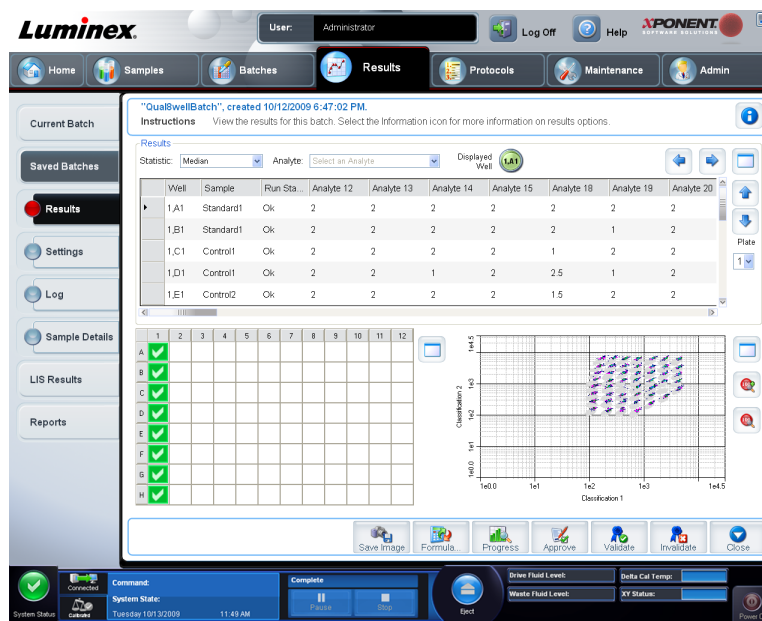 Luminex.
User: Administrator
Log Off
Help
XPONENT.
SOFTWARE SOLUTIONS
Home
Samples
Batches
Results
Protocols
Maintenance
Admin
Current Batch
Saved Batches
Results
Settings
Log
Sample Details
LIS Results
Reports
"Qual8wellBatch", created 10/12/2009 6:47:02 PM.
Instructions View the results for this batch. Select the Information icon for more information on results options.
Results
Statistic: Median Analyte: Select an Analyte Displayed Well 1,A1
Well Sample Run Sta... Analyte 12 Analyte 13 Analyte 14 Analyte 15 Analyte 18 Analyte 19 Analyte 20
1,A1 Standard1 Ok 2 2 2 2 2 2 2
1,B1 Standard1 Ok 2 2 2 2 2 1 2
1,C1 Control1 Ok 2 2 2 2 1 2 2
1,D1 Control1 Ok 2 2 1 2 2.5 1 2
1,E1 Control2 Ok 2 2 2 2 1.5 2 2
Plate
1
1 2 3 4 5 6 7 8 9 10 11 12
A
B
C
D
E
F
G
H
Classification 2
1e4.5
1e3
1e2
1e1
1e0.0
1e0.0 1e1 1e2 1e3 1e4.5
Classification 1
Save Image
Formula...
Progress
Approve
Validate
Invalidate
Close
System Status
Connected
Calibrated
Command:
System State:
Tuesday 10/13/2009 11:49 AM
Complete
Pause
Stop
Eject
Drive Fluid Level:
Waste Fluid Level:
Delta Cal Temp:
XY Status: